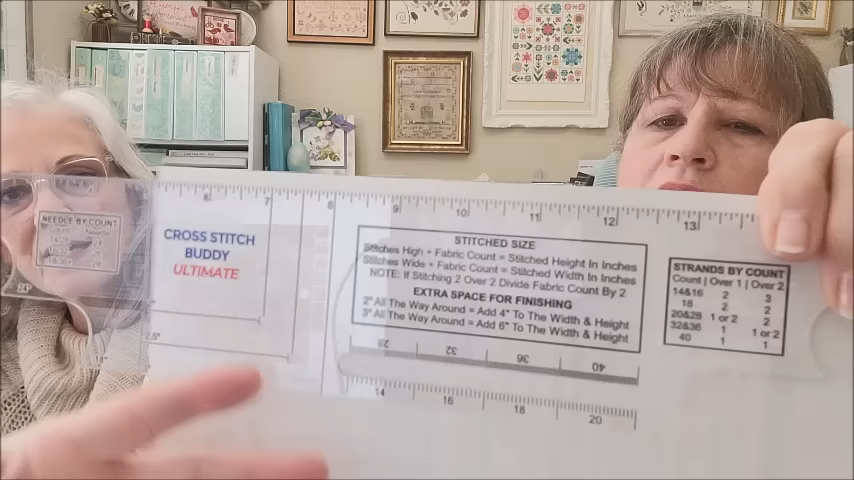 6 7 8 9 10 11 12 13
NEEDLE BY COUNT
CROSS STITCH
BUDDY
ULTIMATE
STITCHED SIZE
Stitches High ÷ Fabric Count = Stitched Height In Inches
Stitches Wide ÷ Fabric Count = Stitched Width In Inches
NOTE: If Stitching 2 Over 2 Divide Fabric Count By 2
EXTRA SPACE FOR FINISHING
2" All The Way Around = Add 4" To The Width & Height
3" All The Way Around = Add 6" To The Width & Height
STRANDS BY COUNT
Count | Over 1 | Over 2
14&16 2 3
18 2 2
20&28 1 or 2 2
32&36 1 1 or 2
40 1 1
2.5"
28 32 36 40
14 16 18 20